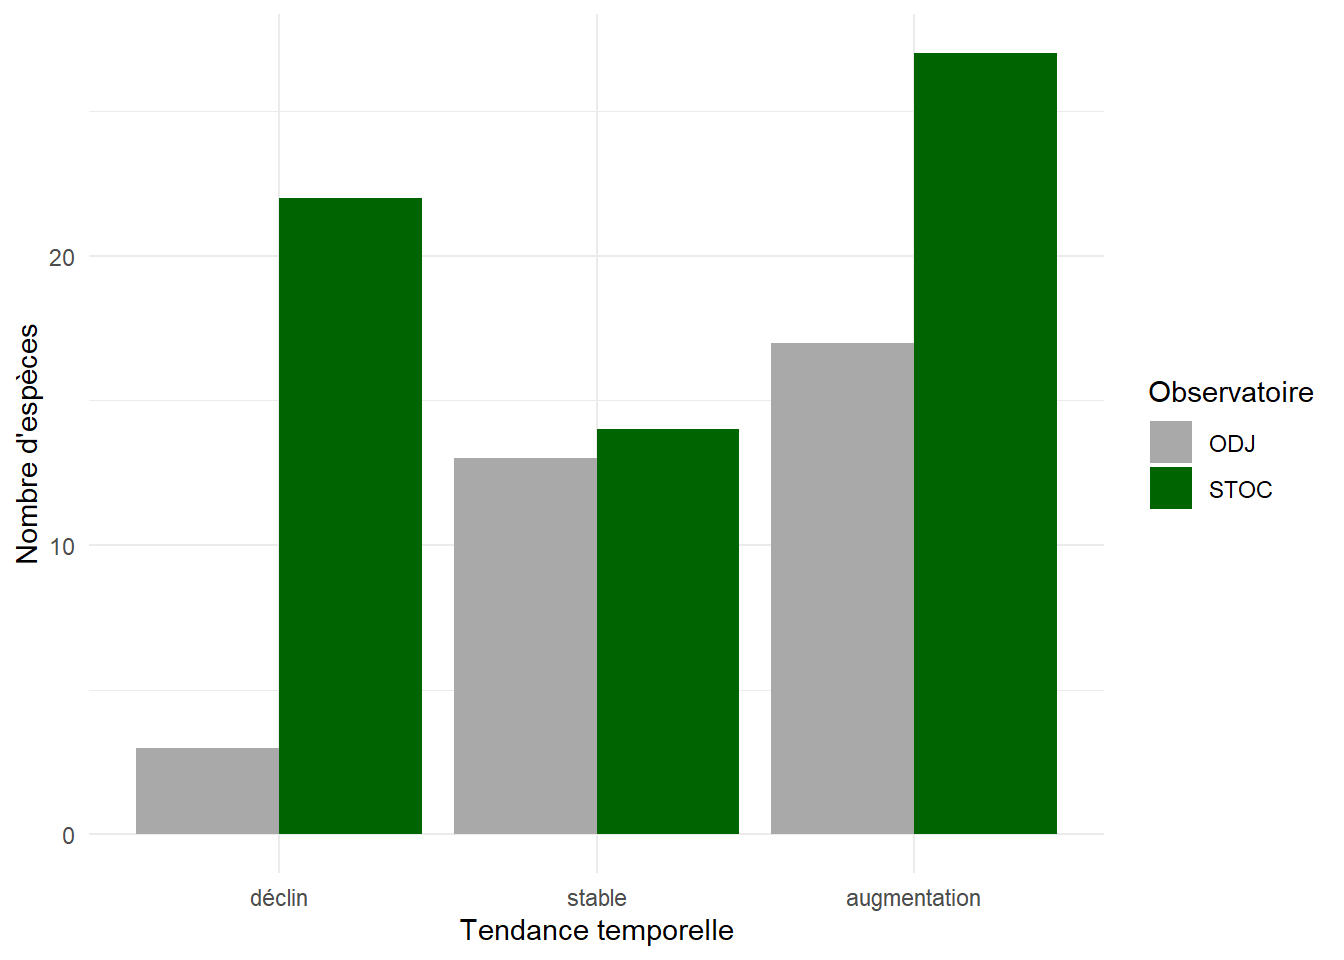 Nombre d'espèces
20
10
0
déclin
stable
augmentation
Tendance temporelle
Observatoire
ODJ
STOC